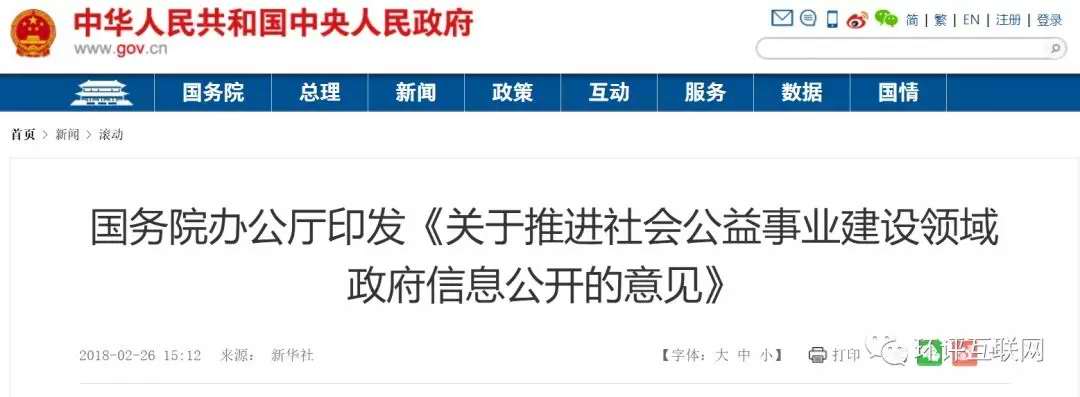 中华人民共和国中央人民政府
www.gov.cn
简 | 繁 | EN | 注册 | 登录
国务院 总理 新闻 政策 互动 服务 数据 国情
首页 > 新闻 > 滚动
国务院办公厅印发《关于推进社会公益事业建设领域
政府信息公开的意见》
2018-02-26 15:12 来源: 新华社 【字体: 大 中 小】 打印
环评互联网